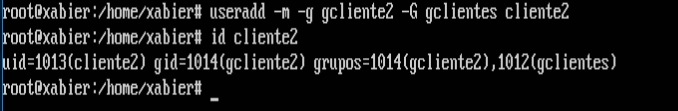 root@xabier:/home/xabier# useradd -m -g gcliente2 -G gclientes cliente2
root@xabier:/home/xabier# id cliente2
uid=1013(cliente2) gid=1014(gcliente2) grupos=1014(gcliente2),1012(gclientes)
root@xabier:/home/xabier# _